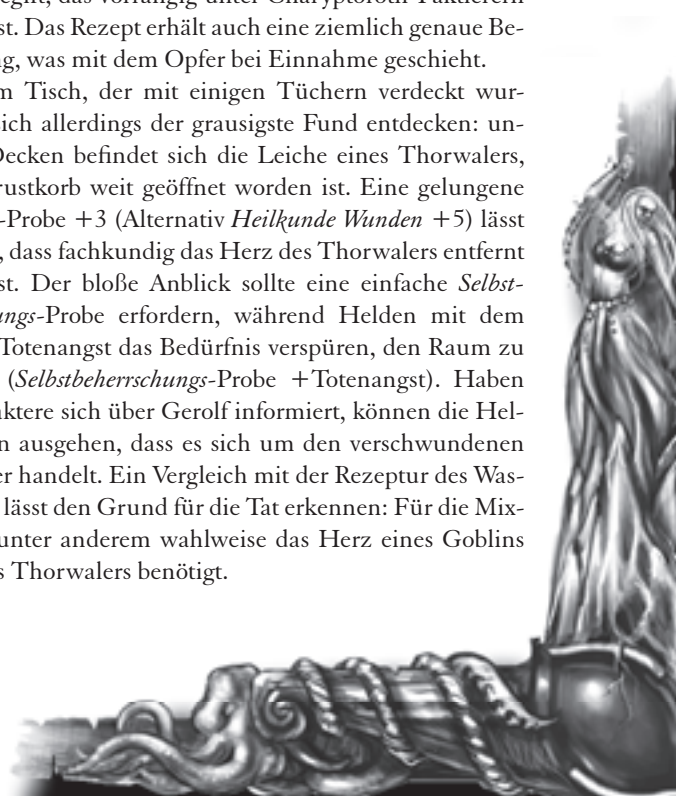 das vorrangig unter Charyptoroth-Paktierern
st. Das Rezept erhält auch eine ziemlich genaue Be-
ng, was mit dem Opfer bei Einnahme geschieht.
m Tisch, der mit einigen Tüchern verdeckt wur-
ich allerdings der grausigste Fund entdecken: un-
Decken befindet sich die Leiche eines Thorwalers,
rustkorb weit geöffnet worden ist. Eine gelungene
-Probe +3 (Alternativ Heilkunde Wunden +5) lässt
, dass fachkundig das Herz des Thorwalers entfernt
st. Der bloße Anblick sollte eine einfache Selbst-
ungs-Probe erfordern, während Helden mit dem
Totenangst das Bedürfnis verspüren, den Raum zu
(Selbstbeherrschungs-Probe +Totenangst). Haben
aktere sich über Gerolf informiert, können die Hel-
n ausgehen, dass es sich um den verschwundenen
er handelt. Ein Vergleich mit der Rezeptur des Was-
lässt den Grund für die Tat erkennen: Für die Mix-
unter anderem wahlweise das Herz eines Goblins
s Thorwalers benötigt.